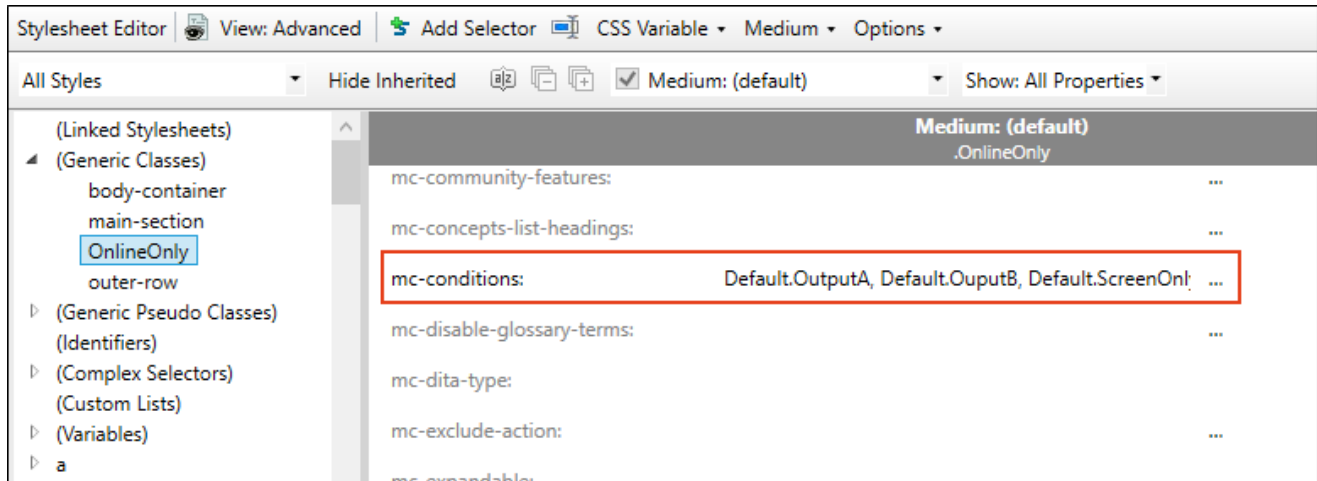 Stylesheet Editor View: Advanced Add Selector CSS Variable Medium Options
All Styles Hide Inherited a z Medium: (default) Show: All Properties
(Linked Stylesheets)
(Generic Classes)
body-container
main-section
OnlineOnly
outer-row
(Generic Pseudo Classes)
(Identifiers)
(Complex Selectors)
(Custom Lists)
(Variables)
a
Medium: (default)
.OnlineOnly
mc-community-features: ...
mc-concepts-list-headings: ...
mc-conditions: Default.OutputA, Default.OuputB, Default.ScreenOnl ...
mc-disable-glossary-terms: ...
mc-dita-type:
mc-exclude-action: ...
mc-expandable: